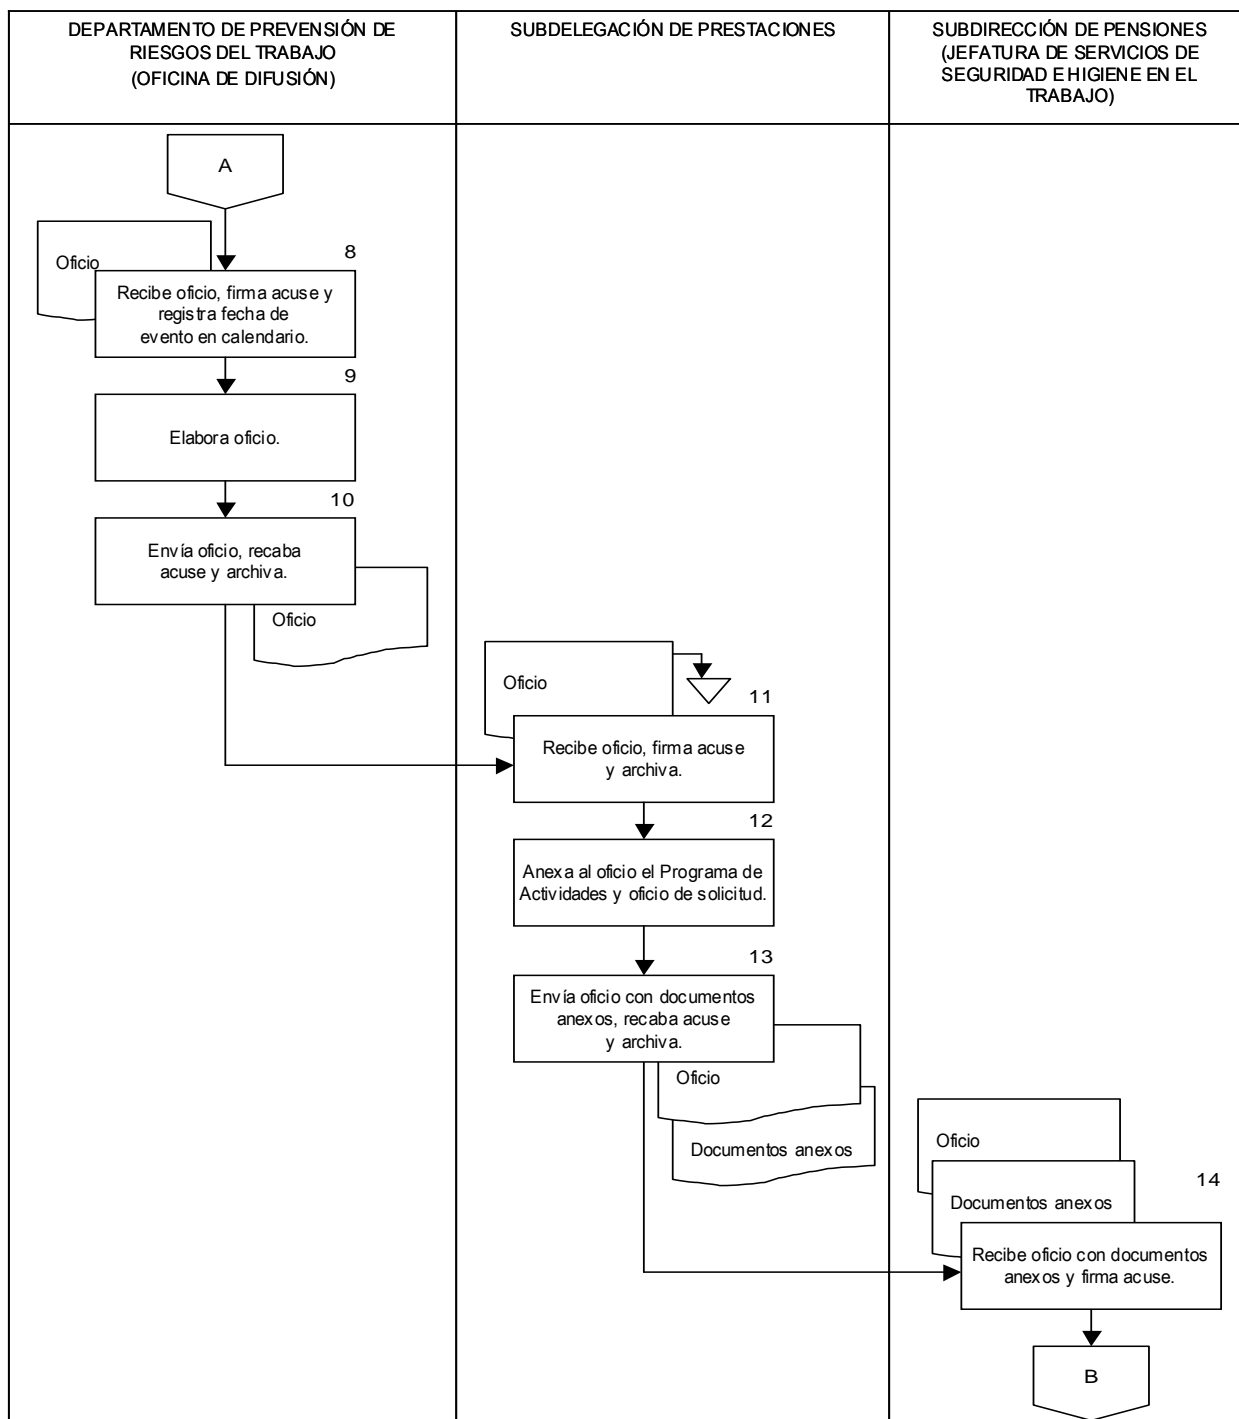 DEPARTAMENTO DE PREVENCIÓN DE
RIESGOS DEL TRABAJO
(OFICINA DE DIFUSIÓN)
SUBDELEGACIÓN DE PRESTACIONES
SUBDIRECCIÓN DE PENSIONES
(JEFATURA DE SERVICIOS DE
SEGURIDAD E HIGIENE EN EL
TRABAJO)
A
Oficio
8
Recibe oficio, firma acuse y
registra fecha de
evento en calendario.
9
Elabora oficio.
10
Envía oficio, recaba
acuse y archiva.
Oficio
Oficio
11
Recibe oficio, firma acuse
y archiva.
12
Anexa al oficio el Programa de
Actividades y oficio de solicitud.
13
Envía oficio con documentos
anexos, recaba acuse
y archiva.
Oficio
Documentos anexos
Oficio
Documentos anexos
14
Recibe oficio con documentos
anexos y firma acuse.
B